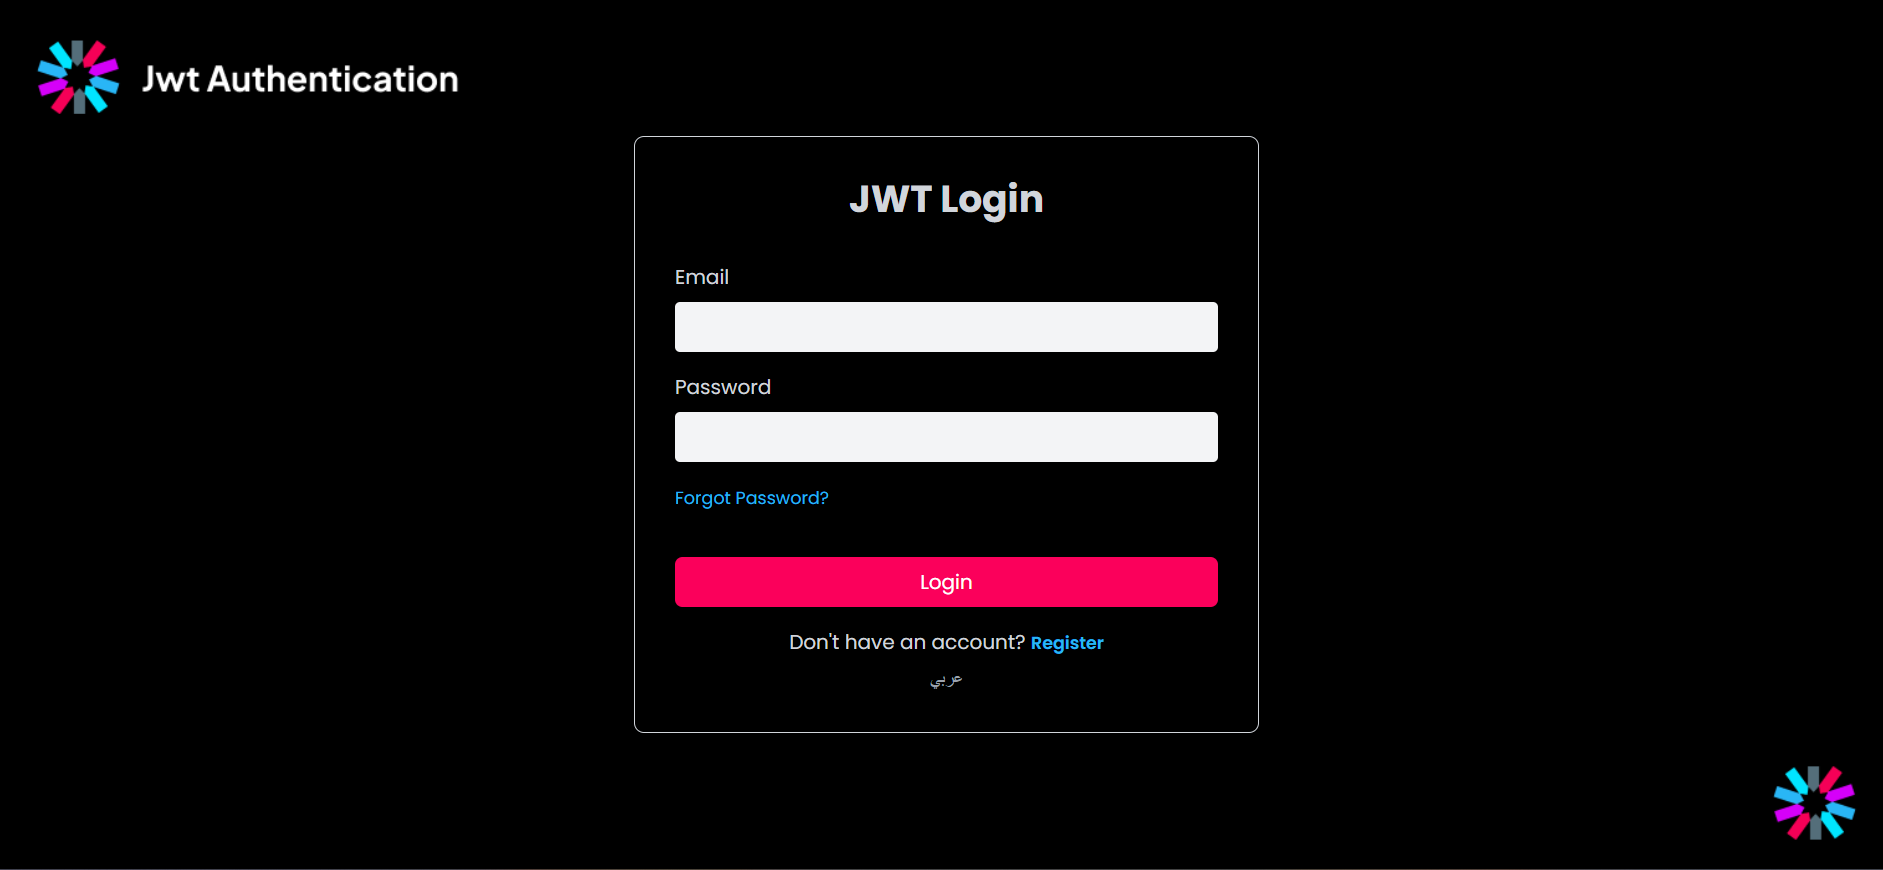 Jwt Authentication
JWT Login
Email
Password
Forgot Password?
Login
Don't have an account? Register
عربي